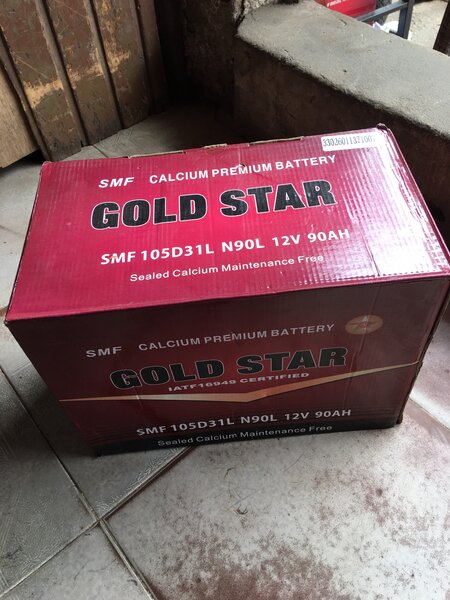 33026011371007
SMF CALCIUM PREMIUM BATTERY
GOLD STAR
SMF 105D31L N90L 12V 90AH
Sealed Calcium Maintenance Free
SMF CALCIUM PREMIUM BATTERY
GOLD STAR
IATF16949 CERTIFIED
SMF 105D31L N90L 12V 90AH
Sealed Calcium Maintenance Free